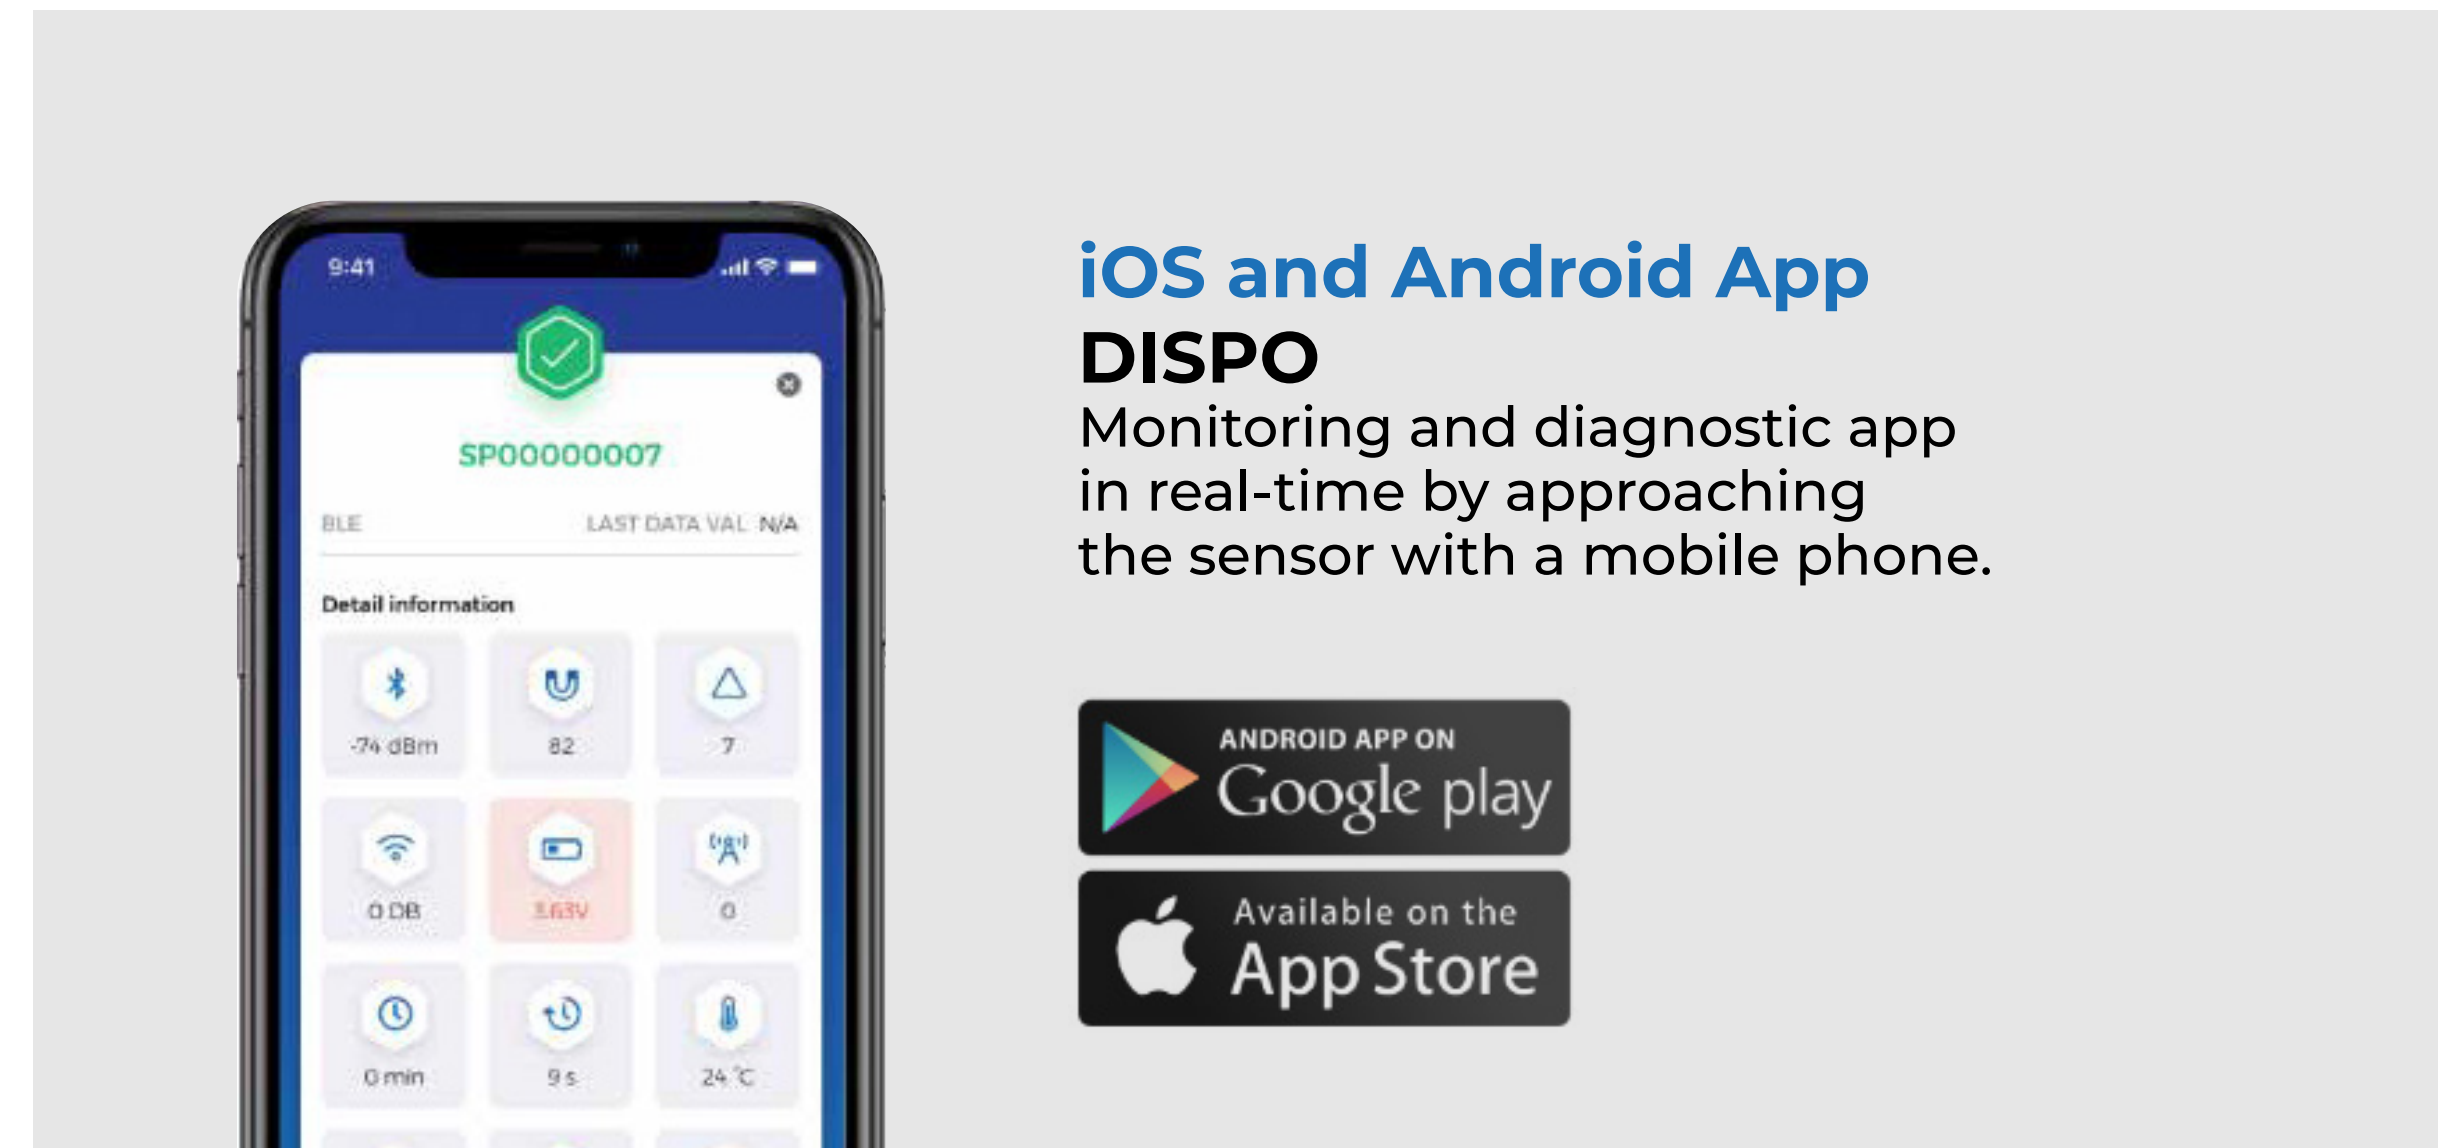 9:41
SP00000007
BLE LAST DATA VAL N/A
Detail information
-74 dBm 82 7
0 DB 3.63V 0
0 min 9 s 24 °C
iOS and Android App
DISPO
Monitoring and diagnostic app
in real-time by approaching
the sensor with a mobile phone.
ANDROID APP ON
Google play
Available on the
App Store